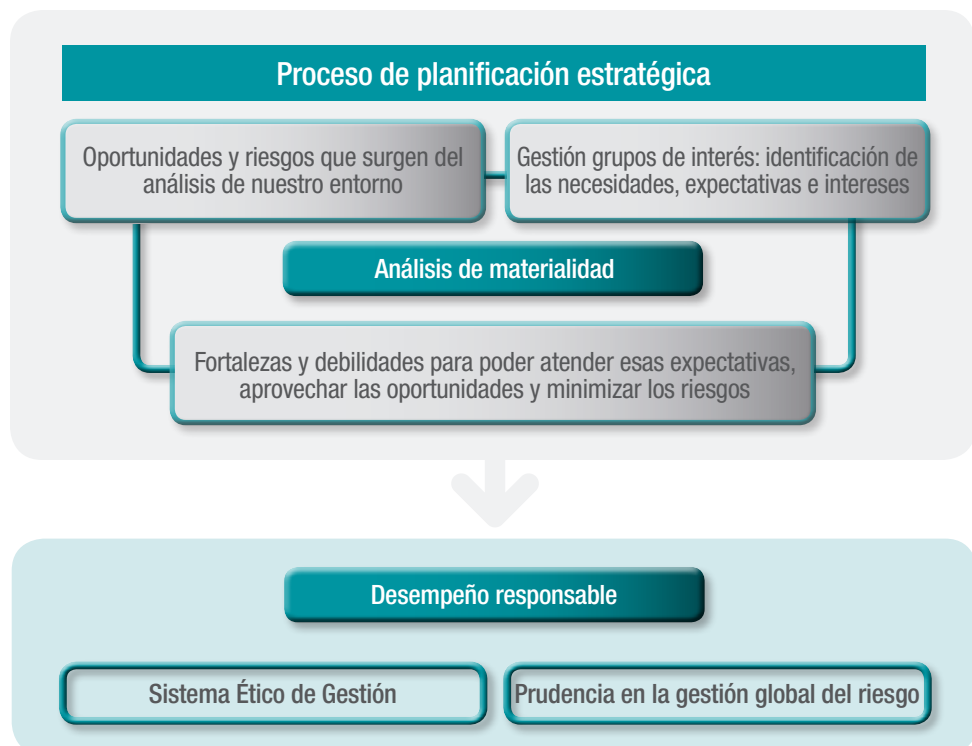 Proceso de planificación estratégica
Oportunidades y riesgos que surgen del
análisis de nuestro entorno
Gestión grupos de interés: identificación de
las necesidades, expectativas e intereses
Análisis de materialidad
Fortalezas y debilidades para poder atender esas expectativas,
aprovechar las oportunidades y minimizar los riesgos
Desempeño responsable
Sistema Ético de Gestión
Prudencia en la gestión global del riesgo